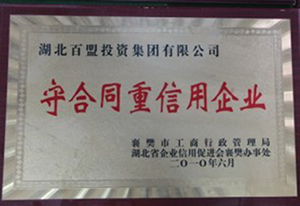 湖北百盟投资集团有限公司
守合同重信用企业
襄樊市工商行政管理局
湖北省企业信用促进会襄樊办事处
二〇一〇年六月